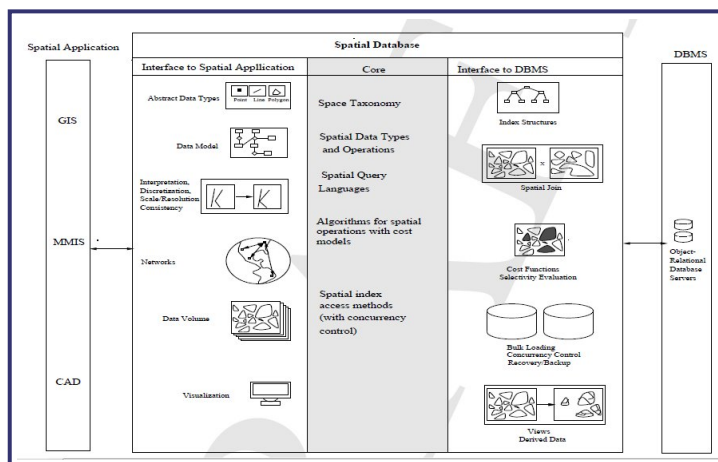 Spatial Application
Spatial Database
DBMS
Interface to Spatial Appllication
Core
Interface to DBMS
GIS
MMIS
CAD
Abstract Data Types
Point Line Polygon
Data Model
Interpretation,
Discretization,
Scale/Resolution
Consistency
Networks
Data Volume
Visualization
Space Taxonomy
Spatial Data Types
and Operations
Spatial Query
Languages
Algorithms for spatial
operations with cost
models
Spatial index
access methods
(with concurrency
control)
Index Structures
x
Spatial Join
Cost Functions
Selectivity Evaluation
Bulk Loading
Concurrency Control
Recovery/Backup
Views
Derived Data
Object-
Relational
Database
Servers